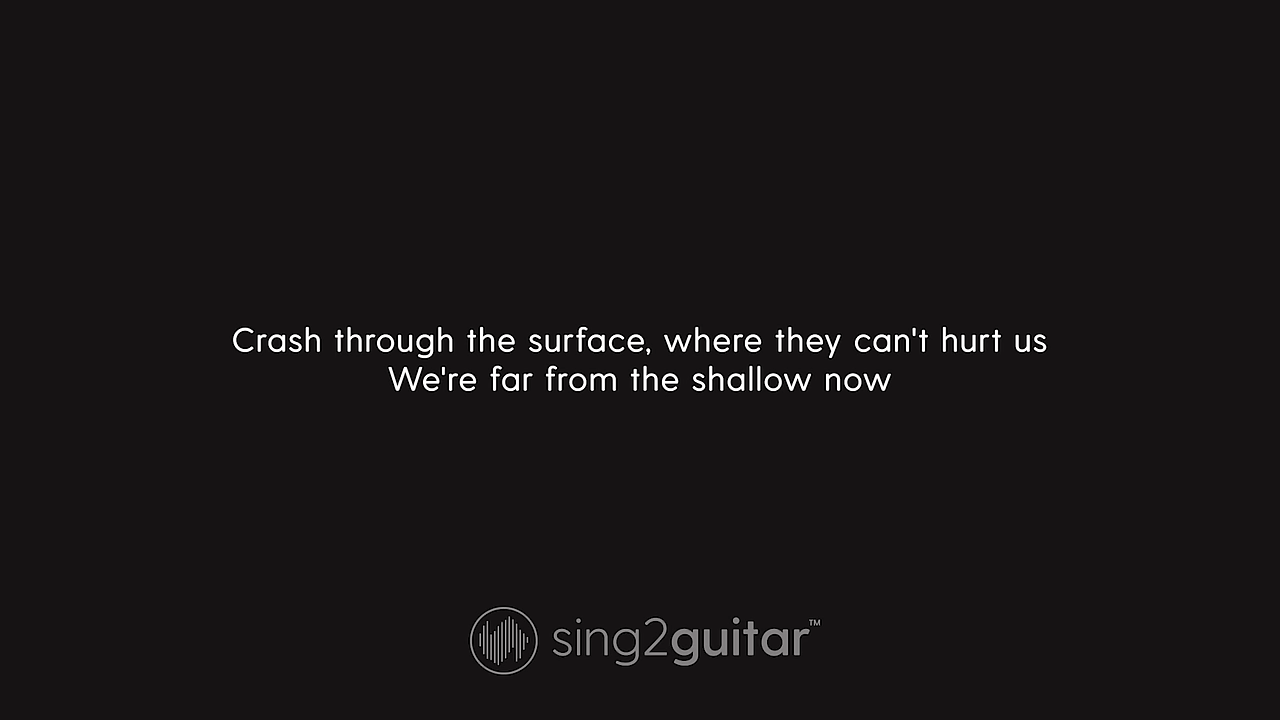 Crash through the surface, where they can't hurt us
We're far from the shallow now
sing2guitar™